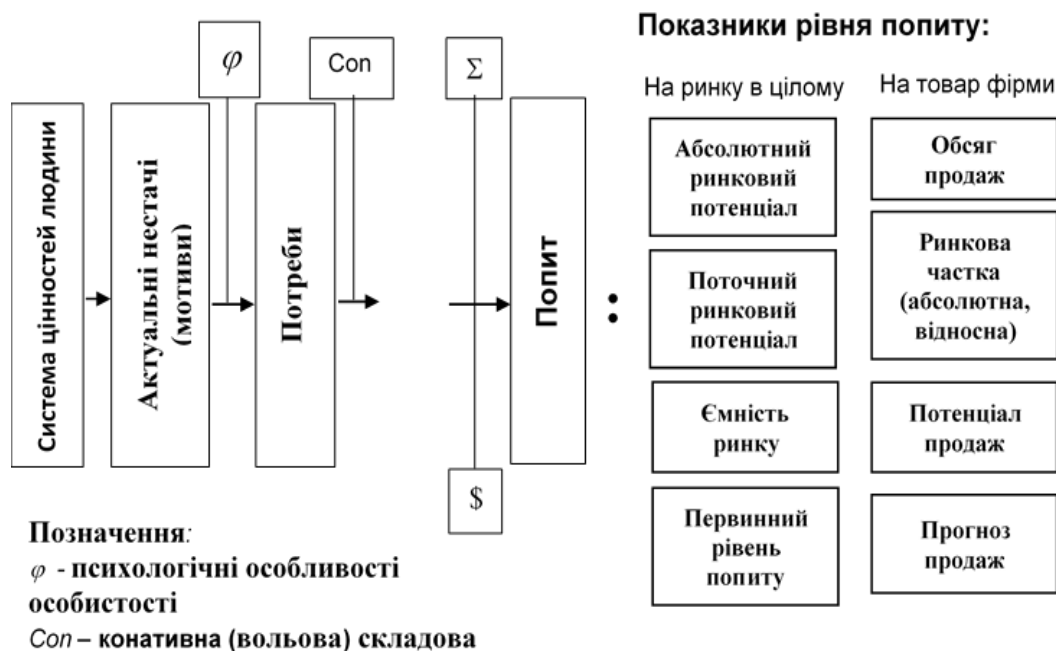 φ
Con
Σ
Система цінностей людини
Актуальні нестачі
(мотиви)
Потреби
Попит
$
:
Позначення:
φ - психологічні особливості
особистості
Con – конативна (вольова) складова
Показники рівня попиту:
На ринку в цілому
Абсолютний
ринковий
потенціал
Поточний
ринковий
потенціал
Ємність
ринку
Первинний
рівень
попиту
На товар фірми
Обсяг
продаж
Ринкова
частка
(абсолютна,
відносна)
Потенціал
продаж
Прогноз
продаж